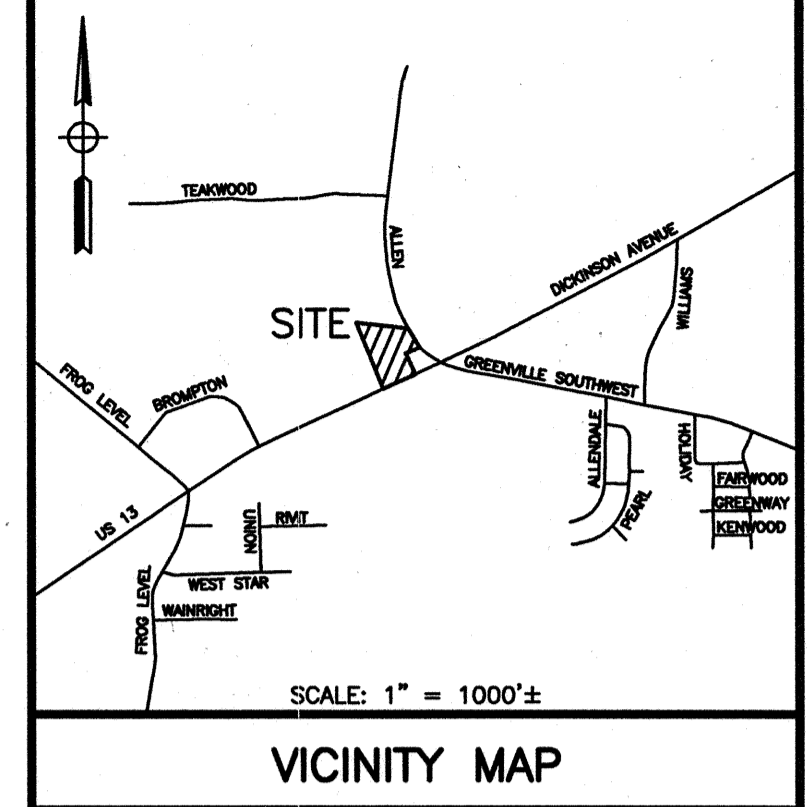 TEAKWOOD
ALLEN
DICKINSON AVENUE
WILLIAMS
SITE
GREENVILLE SOUTHWEST
FROG LEVEL
BROMPTON
ALLENDALE
HOLIDAY
FAIRWOOD
GREENWAY
KENWOOD
PEARL
US 13
UNION
RIVIT
WEST STAR
FROG LEVEL
WAINRIGHT
SCALE: 1" = 1000'±
VICINITY MAP